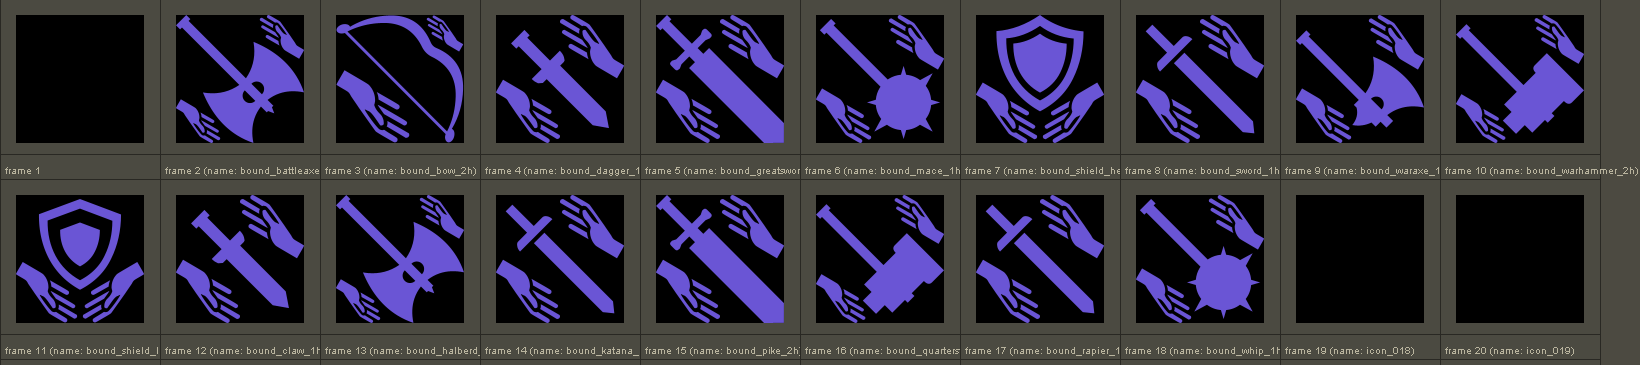 frame 1
frame 2 (name: bound_battleaxe
frame 3 (name: bound_bow_2h)
frame 4 (name: bound_dagger_1
frame 5 (name: bound_greatswor
frame 6 (name: bound_mace_1h
frame 7 (name: bound_shield_he
frame 8 (name: bound_sword_1h
frame 9 (name: bound_waraxe_1
frame 10 (name: bound_warhammer_2h)
frame 11 (name: bound_shield_l
frame 12 (name: bound_claw_1h
frame 13 (name: bound_halberd_
frame 14 (name: bound_katana_
frame 15 (name: bound_pike_2h)
frame 16 (name: bound_quarters
frame 17 (name: bound_rapier_1
frame 18 (name: bound_whip_1h
frame 19 (name: icon_018)
frame 20 (name: icon_019)